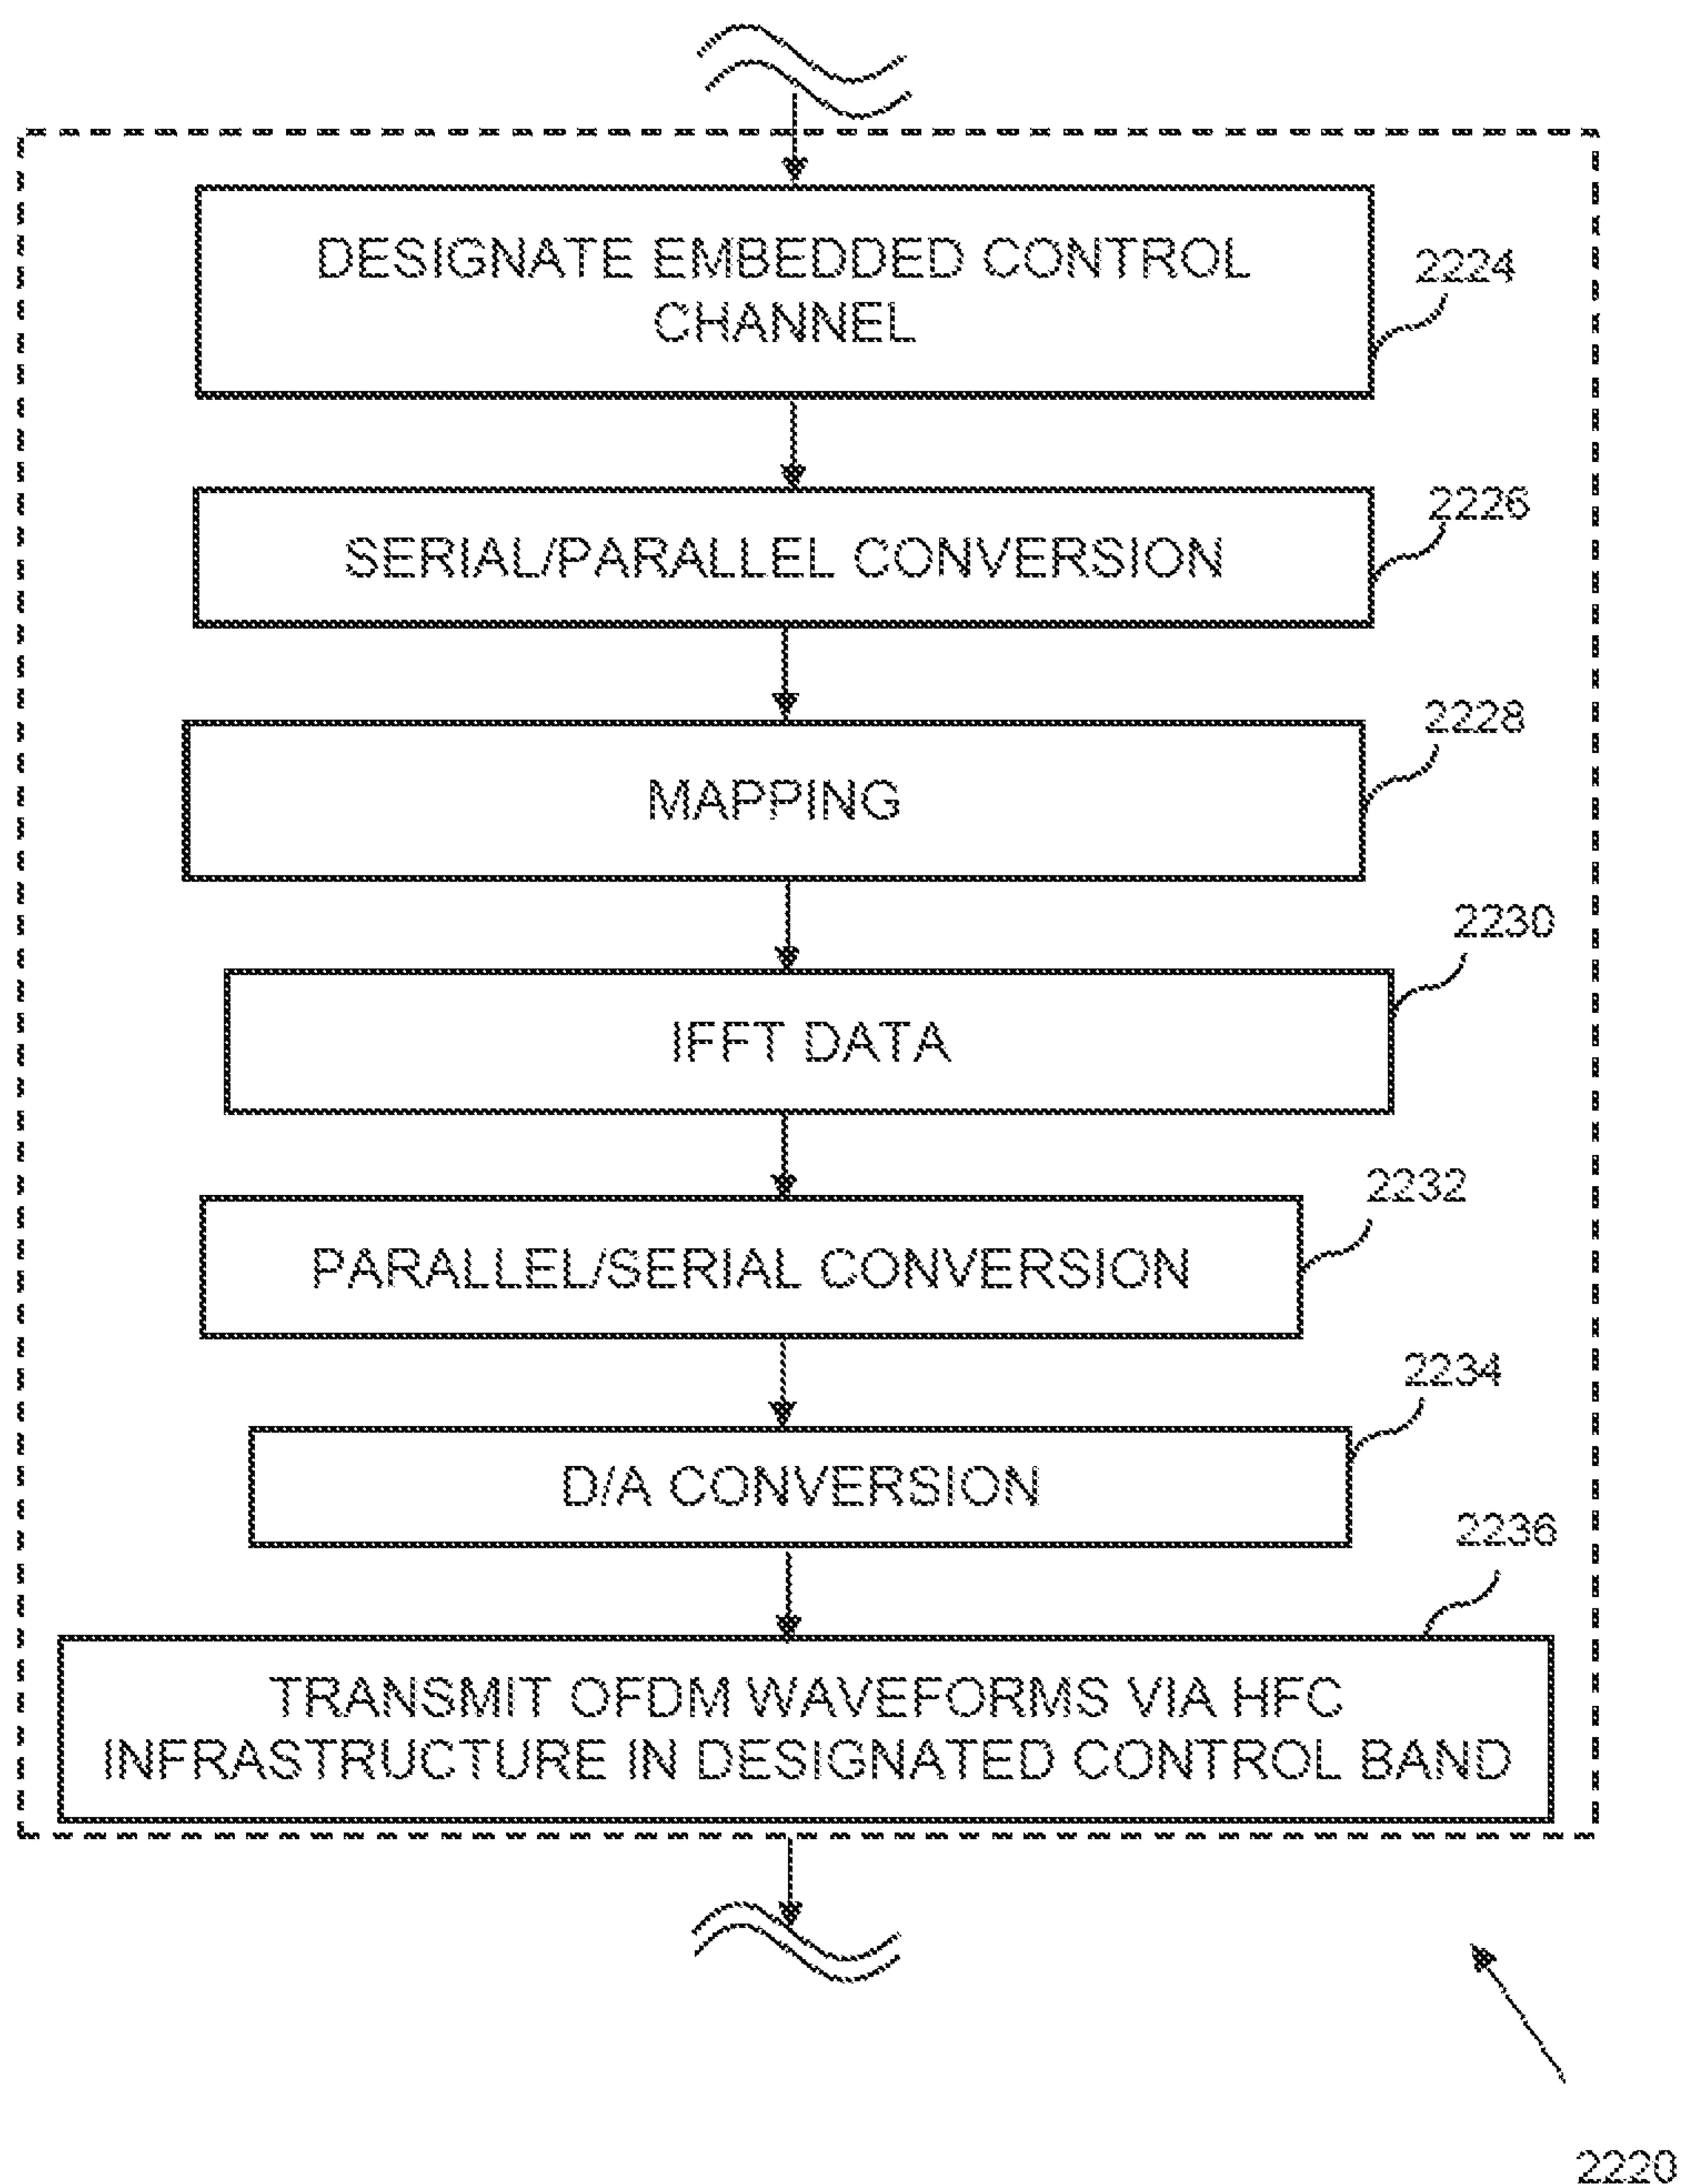 DESIGNATE EMBEDDED CONTROL
CHANNEL
2224
SERIAL/PARALLEL CONVERSION
2226
MAPPING
2228
IFFT DATA
2230
PARALLEL/SERIAL CONVERSION
2232
D/A CONVERSION
2234
TRANSMIT OFDM WAVEFORMS VIA HFC
INFRASTRUCTURE IN DESIGNATED CONTROL BAND
2236
2220